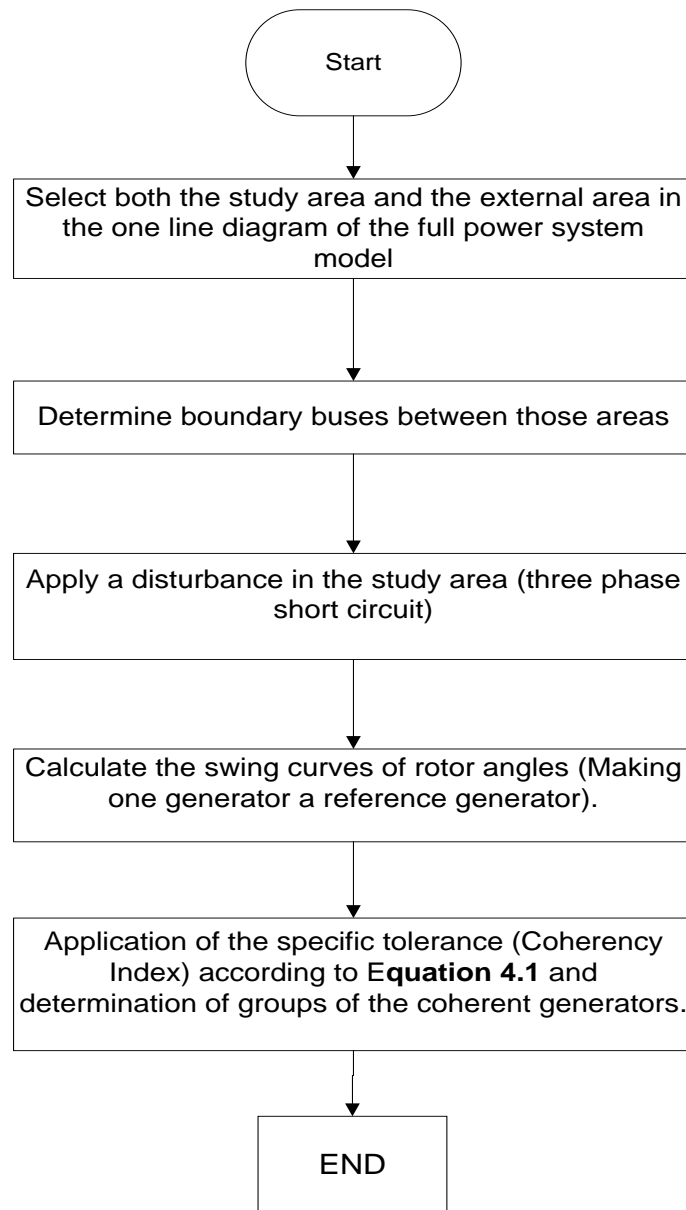 Start
Select both the study area and the external area in
the one line diagram of the full power system
model
Determine boundary buses between those areas
Apply a disturbance in the study area (three phase
short circuit)
Calculate the swing curves of rotor angles (Making
one generator a reference generator).
Application of the specific tolerance (Coherency
Index) according to Equation 4.1 and
determination of groups of the coherent generators.
END